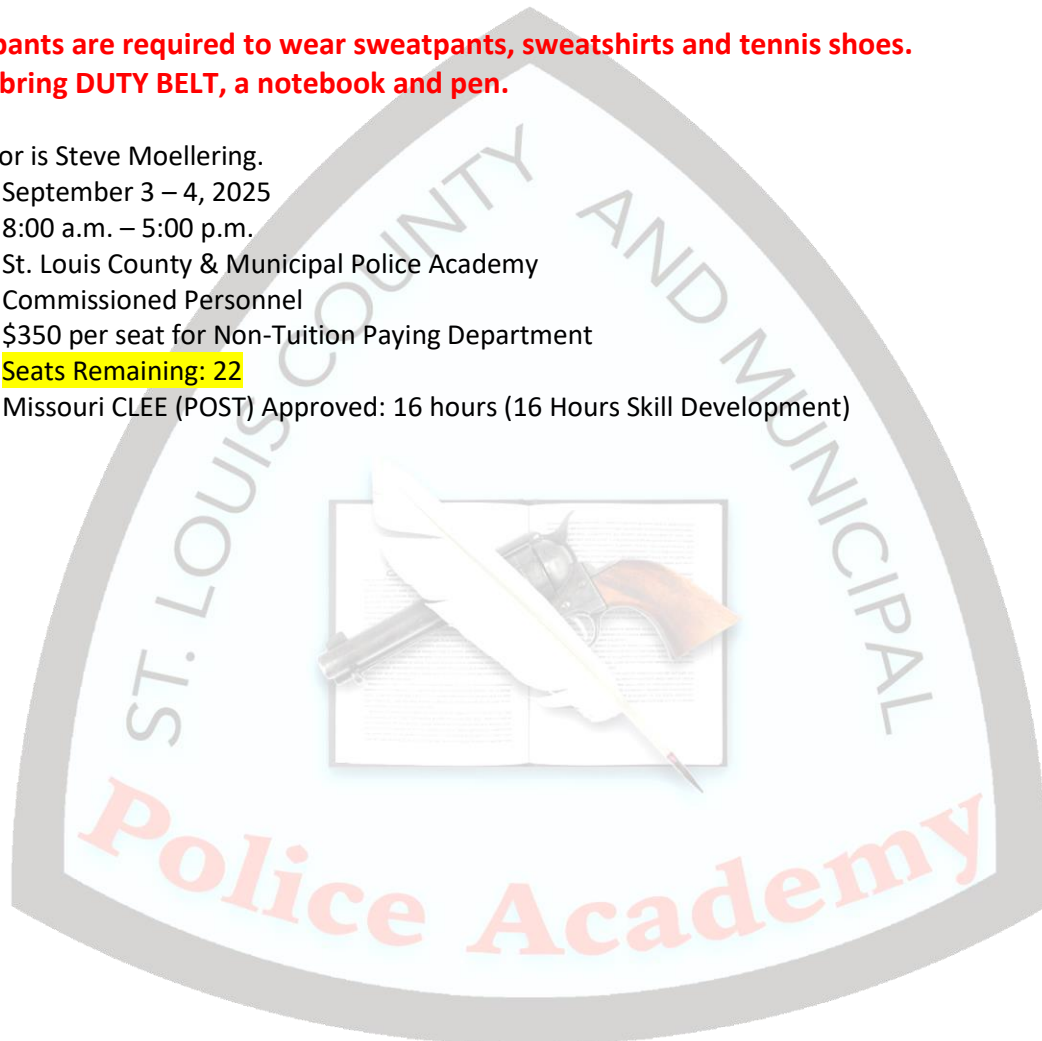 pants are required to wear sweatpants, sweatshirts and tennis shoes.
bring DUTY BELT, a notebook and pen.
or is Steve Moellering.
September 3 – 4, 2025
8:00 a.m. – 5:00 p.m.
St. Louis County & Municipal Police Academy
Commissioned Personnel
$350 per seat for Non-Tuition Paying Department
Seats Remaining: 22
Missouri CLEE (POST) Approved: 16 hours (16 Hours Skill Development)
ST. LOUIS COUNTY AND MUNICIPAL
Police Academy